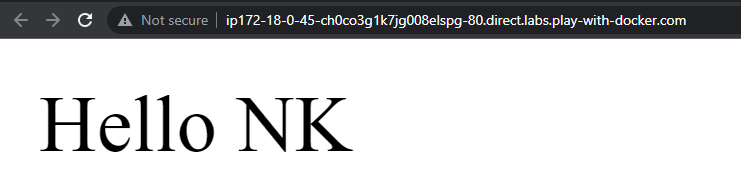 Not secure ip172-18-0-45-ch0co3g1k7jg008elspg-80.direct.labs.play-with-docker.com
Hello NK